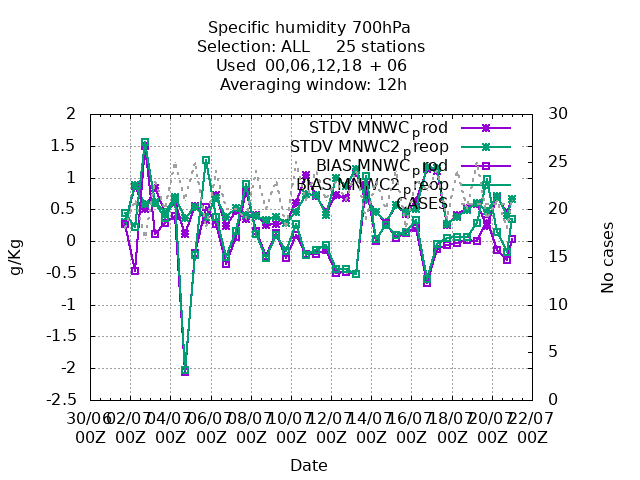 Specific humidity 700hPa
Selection: ALL 25 stations
Used 00,06,12,18 + 06
Averaging window: 12h
STDV MNWC_prod
STDV MNWC2_preop
BIAS MNWC_prod
BIAS MNWC2_preop
CASES
g/Kg
2
1.5
1
0.5
0
-0.5
-1
-1.5
-2
-2.5
No cases
30
25
20
15
10
5
0
30/06 02/07 04/07 06/07 08/07 10/07 12/07 14/07 16/07 18/07 20/07 22/07
00Z 00Z 00Z 00Z 00Z 00Z 00Z 00Z 00Z 00Z 00Z 00Z
Date